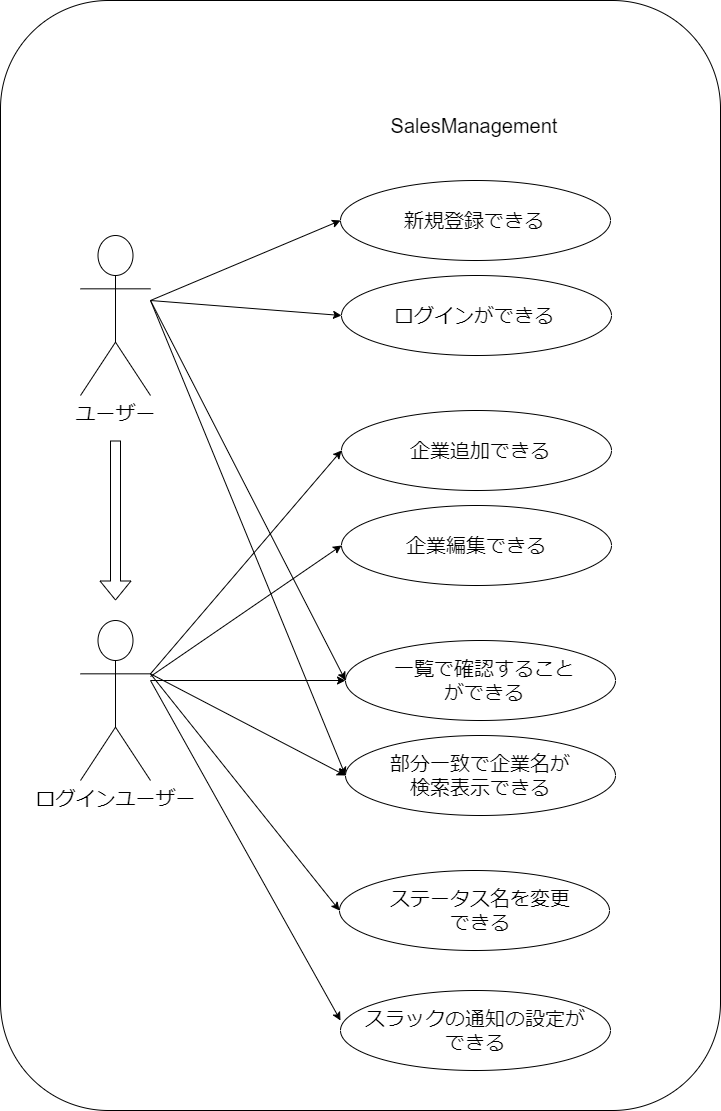 SalesManagement
新規登録できる
ログインができる
ユーザー
企業追加できる
企業編集できる
一覧で確認すること
ができる
部分一致で企業名が
検索表示できる
ログインユーザー
ステータス名を変更
できる
スラックの通知の設定が
できる